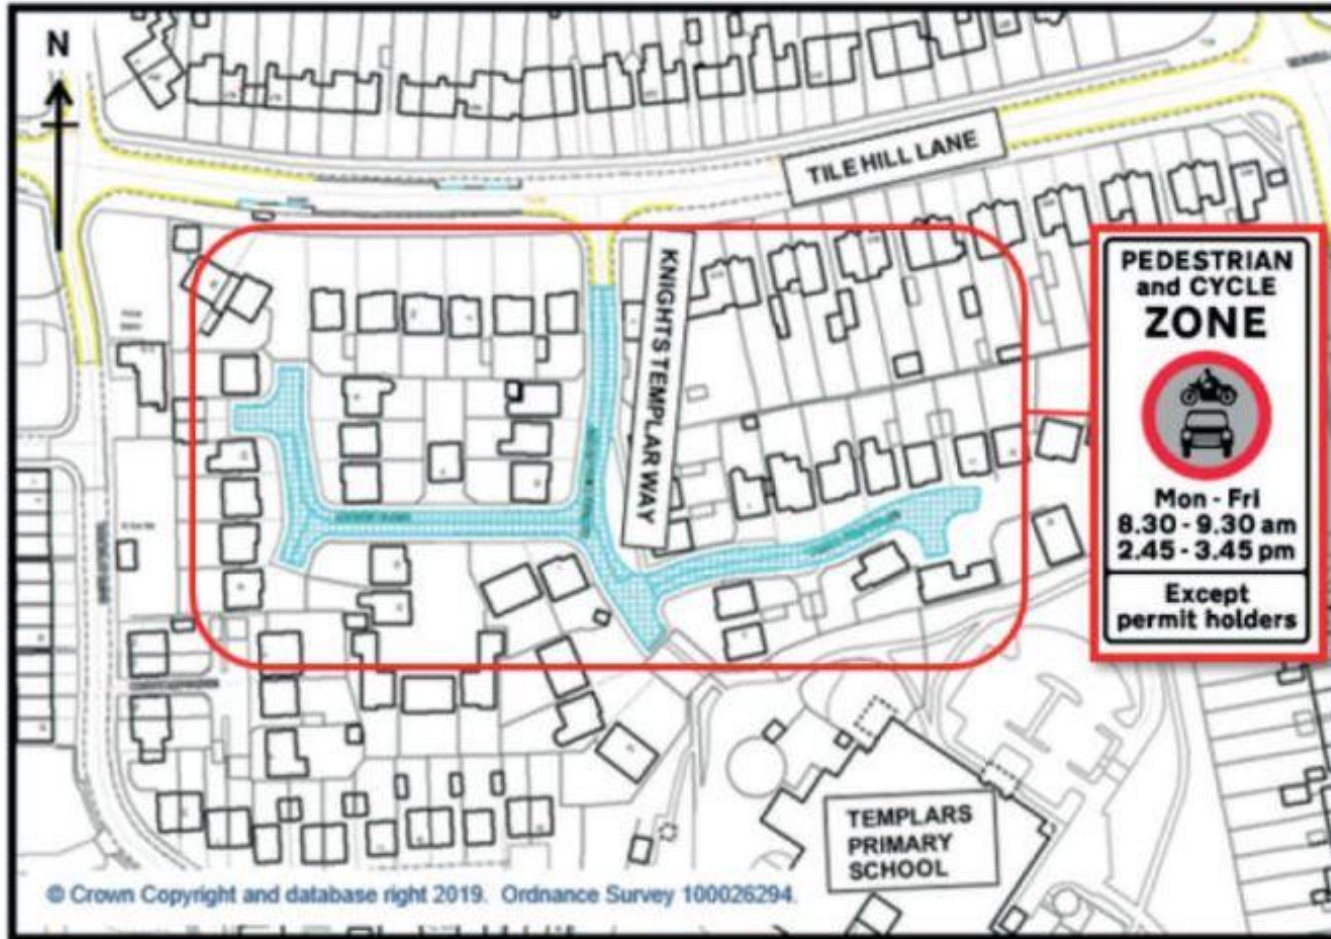 N
TILE HILL LANE
KNIGHTS TEMPLAR WAY
PEDESTRIAN
and CYCLE
ZONE
Mon - Fri
8.30 - 9.30 am
2.45 - 3.45 pm
Except
permit holders
TEMPLARS
PRIMARY
SCHOOL
© Crown Copyright and database right 2019. Ordnance Survey 100026294.